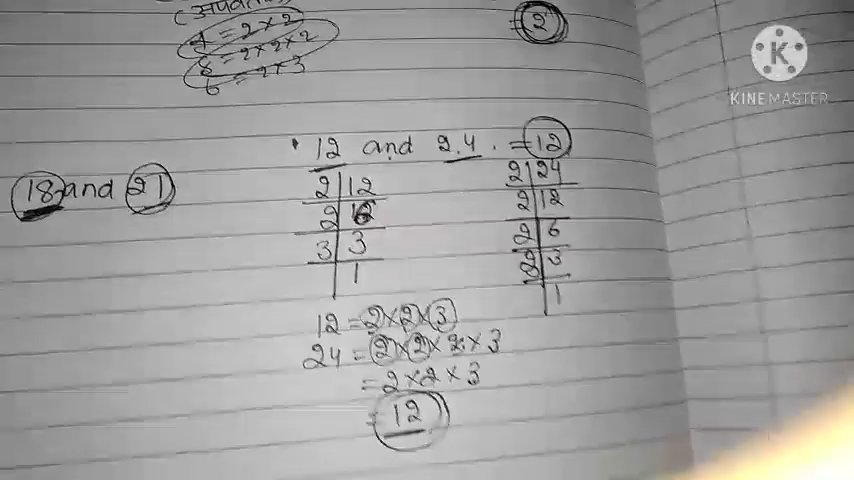 4 = 2 × 2
8 = 2 × 2 × 2
6 = 2 × 3
2
KINEMASTER
18 and 21
12 and 24. = 12
2 | 12
2 | 6
3 | 3
1
2 | 24
2 | 12
2 | 6
3 | 3
1
12 = 2 × 2 × 3
24 = 2 × 2 × 2 × 3
= 2 × 2 × 3
= 12